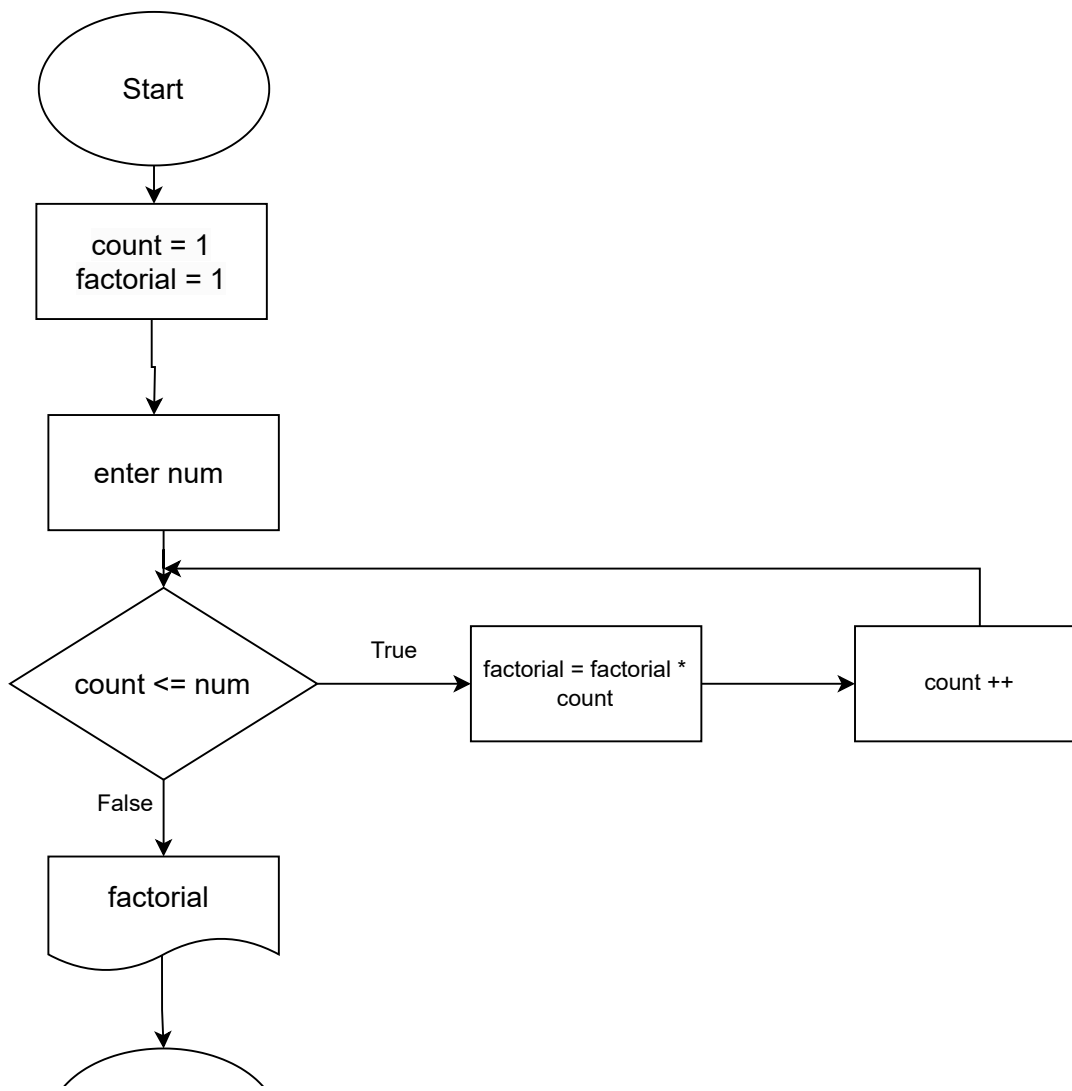 Start
count = 1
factorial = 1
enter num
count <= num
True
factorial = factorial *
count
count ++
False
factorial